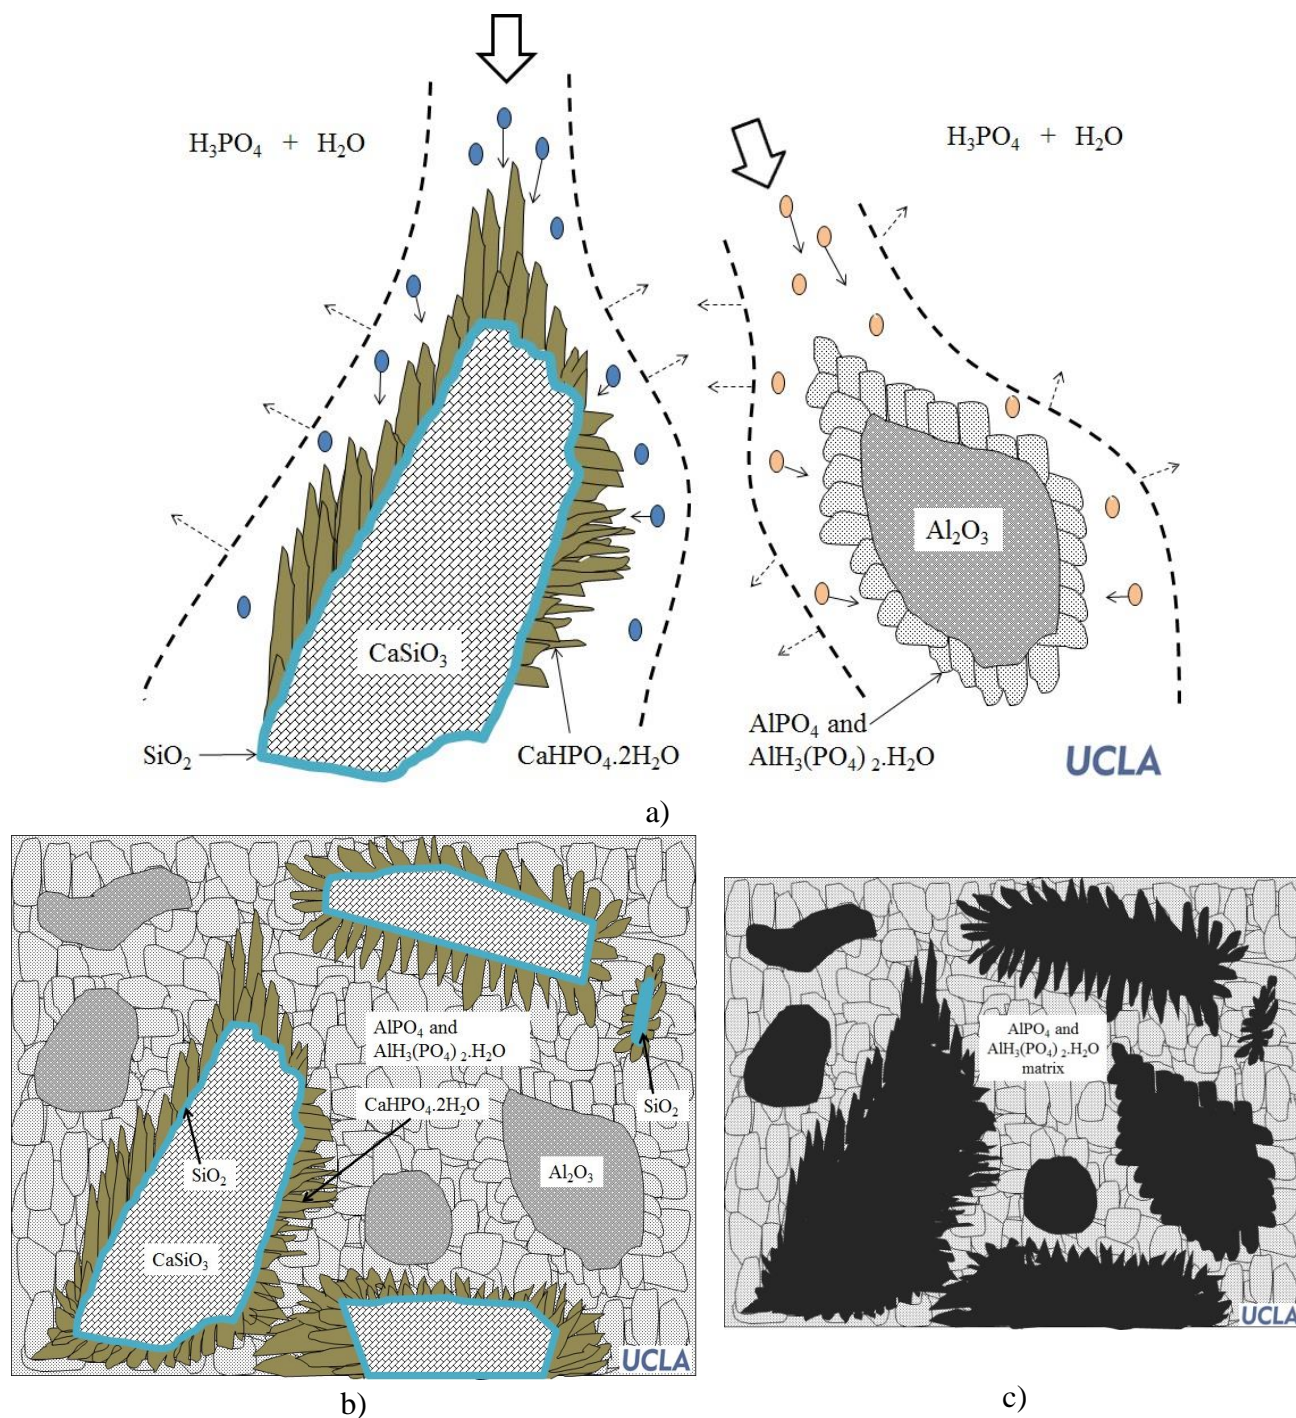 H₃PO₄ + H₂O
H₃PO₄ + H₂O
Al₂O₃
CaSiO₃
SiO₂
CaHPO₄.2H₂O
AlPO₄ and
AlH₃(PO₄) ₂.H₂O
UCLA
a)
AlPO₄ and
AlH₃(PO₄) ₂.H₂O
CaHPO₄.2H₂O
SiO₂
SiO₂
Al₂O₃
CaSiO₃
UCLA
b)
AlPO₄ and
AlH₃(PO₄) ₂.H₂O
matrix
UCLA
c)